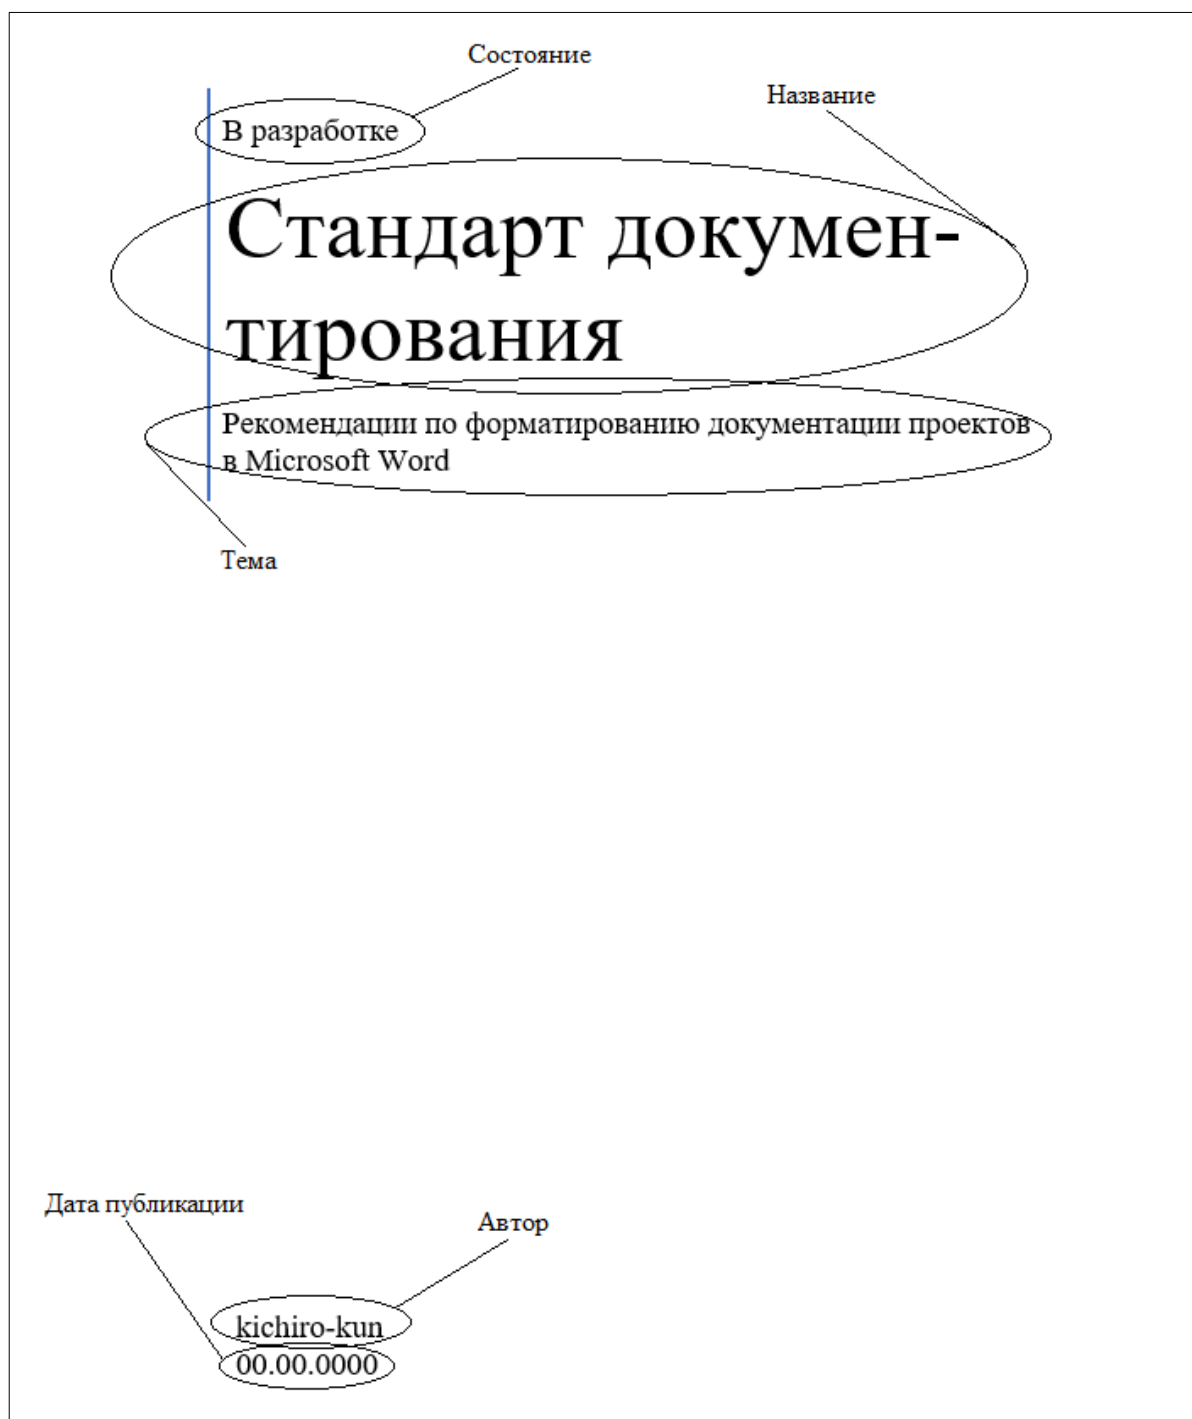 Состояние
Название
В разработке
Стандарт докумен-
тирования
Рекомендации по форматированию документации проектов
в Microsoft Word
Тема
Дата публикации
Автор
kichiro-kun
00.00.0000